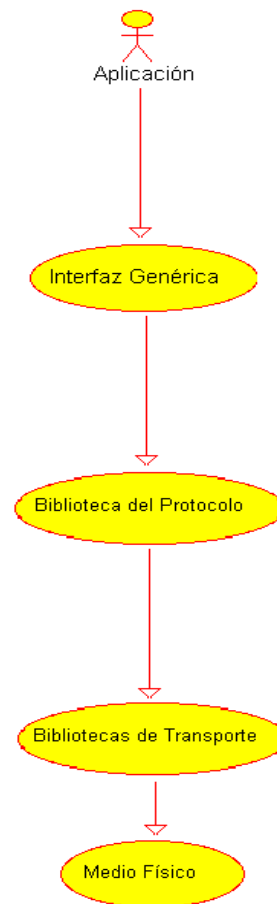 Aplicación
Interfaz Genérica
Biblioteca del Protocolo
Bibliotecas de Transporte
Medio Físico